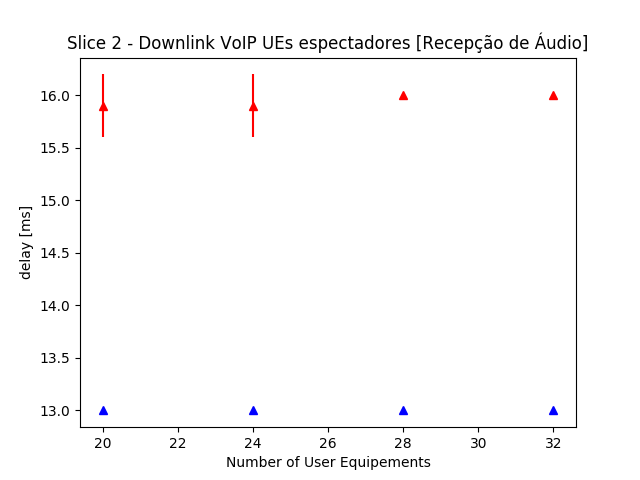 Slice 2 - Downlink VoIP UEs espectadores [Recepção de Áudio]
16.0
15.5
15.0
14.5
14.0
13.5
13.0
delay [ms]
20 22 24 26 28 30 32
Number of User Equipements